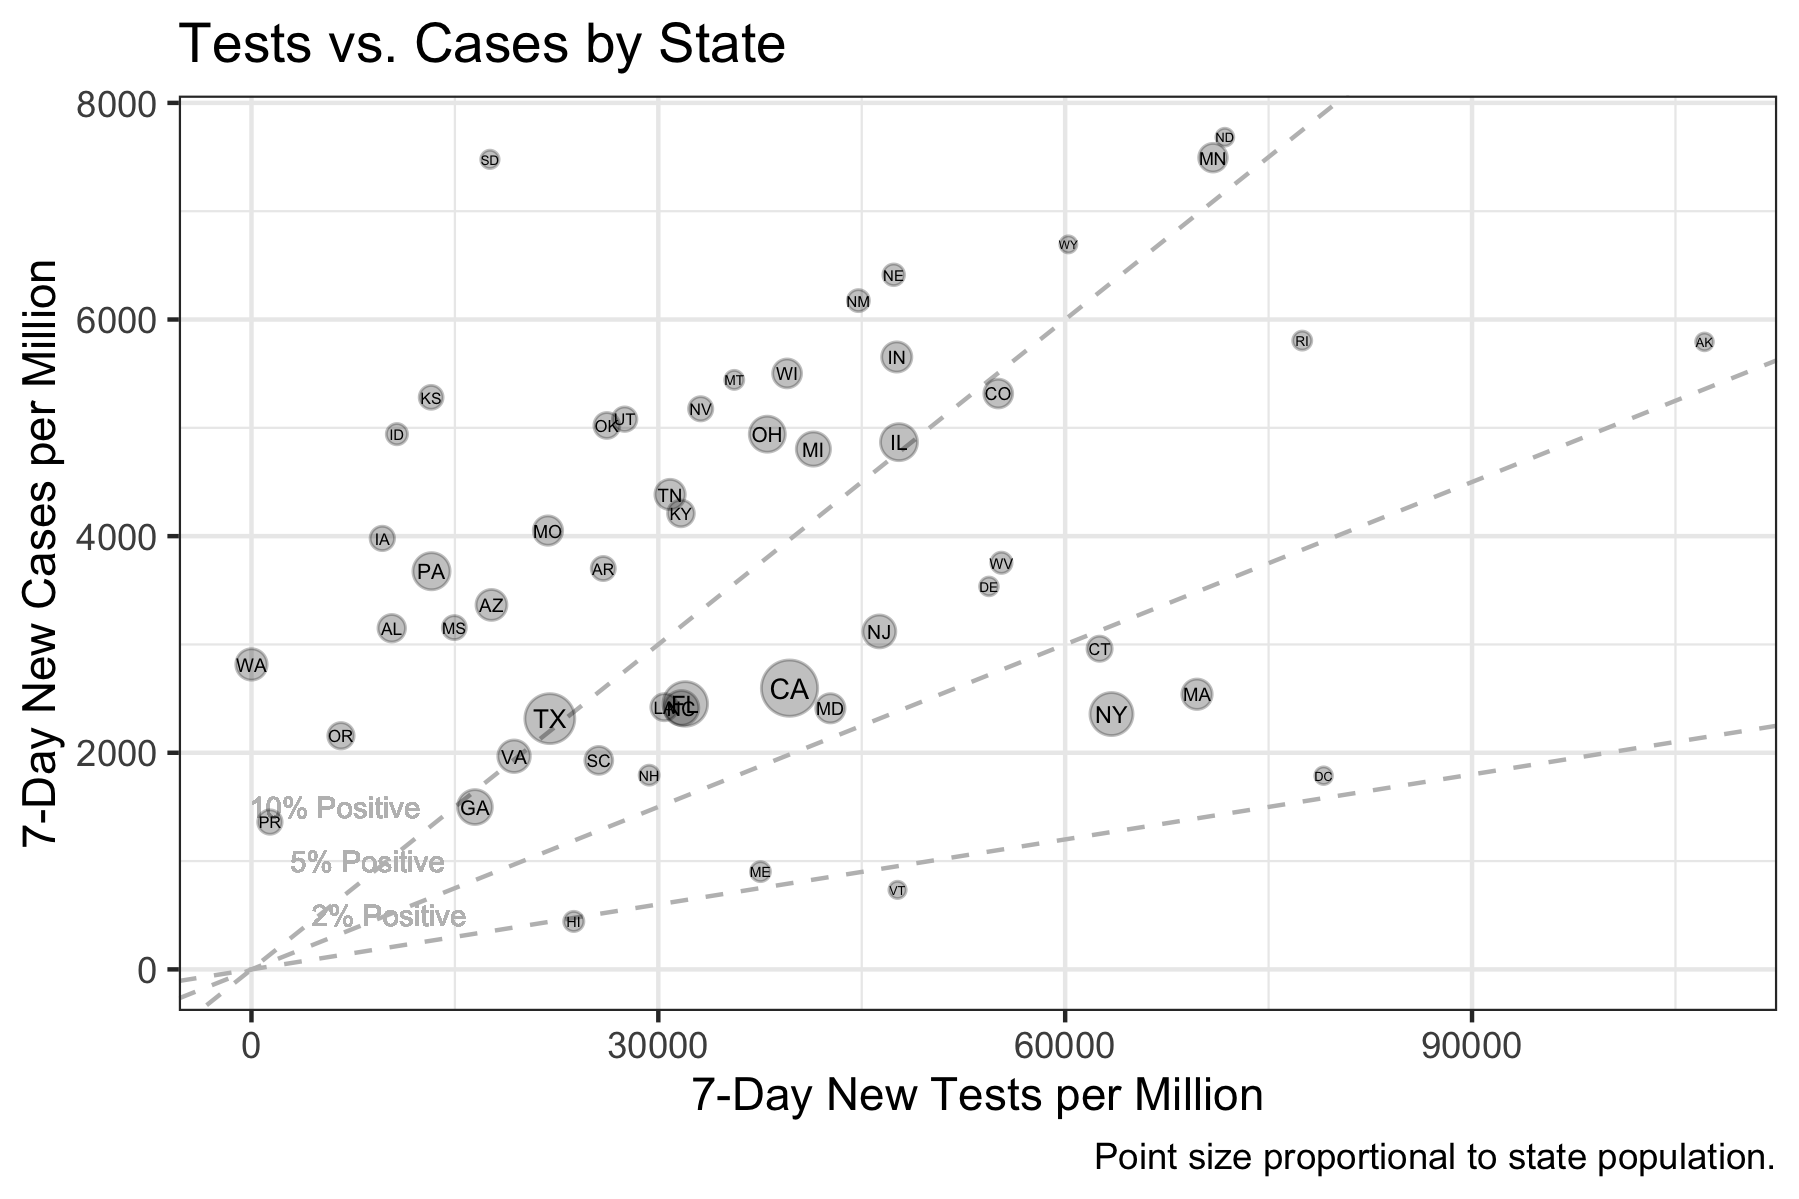 Tests vs. Cases by State
7-Day New Cases per Million
8000
6000
4000
2000
0
ND
MN
SD
WY
NE
NM
RI
AK
IN
WI
MT
CO
KS
NV
UT
OK
ID
OH
IL
MI
TN
KY
MO
IA
AR
PA
WV
DE
AZ
AL
MS
NJ
CT
WA
CA
MA
FL
LA
NC
MD
NY
TX
OR
VA
SC
NH
DC
GA
10% Positive
PR
5% Positive
ME
VT
2% Positive
HI
0
30000
60000
90000
7-Day New Tests per Million
Point size proportional to state population.